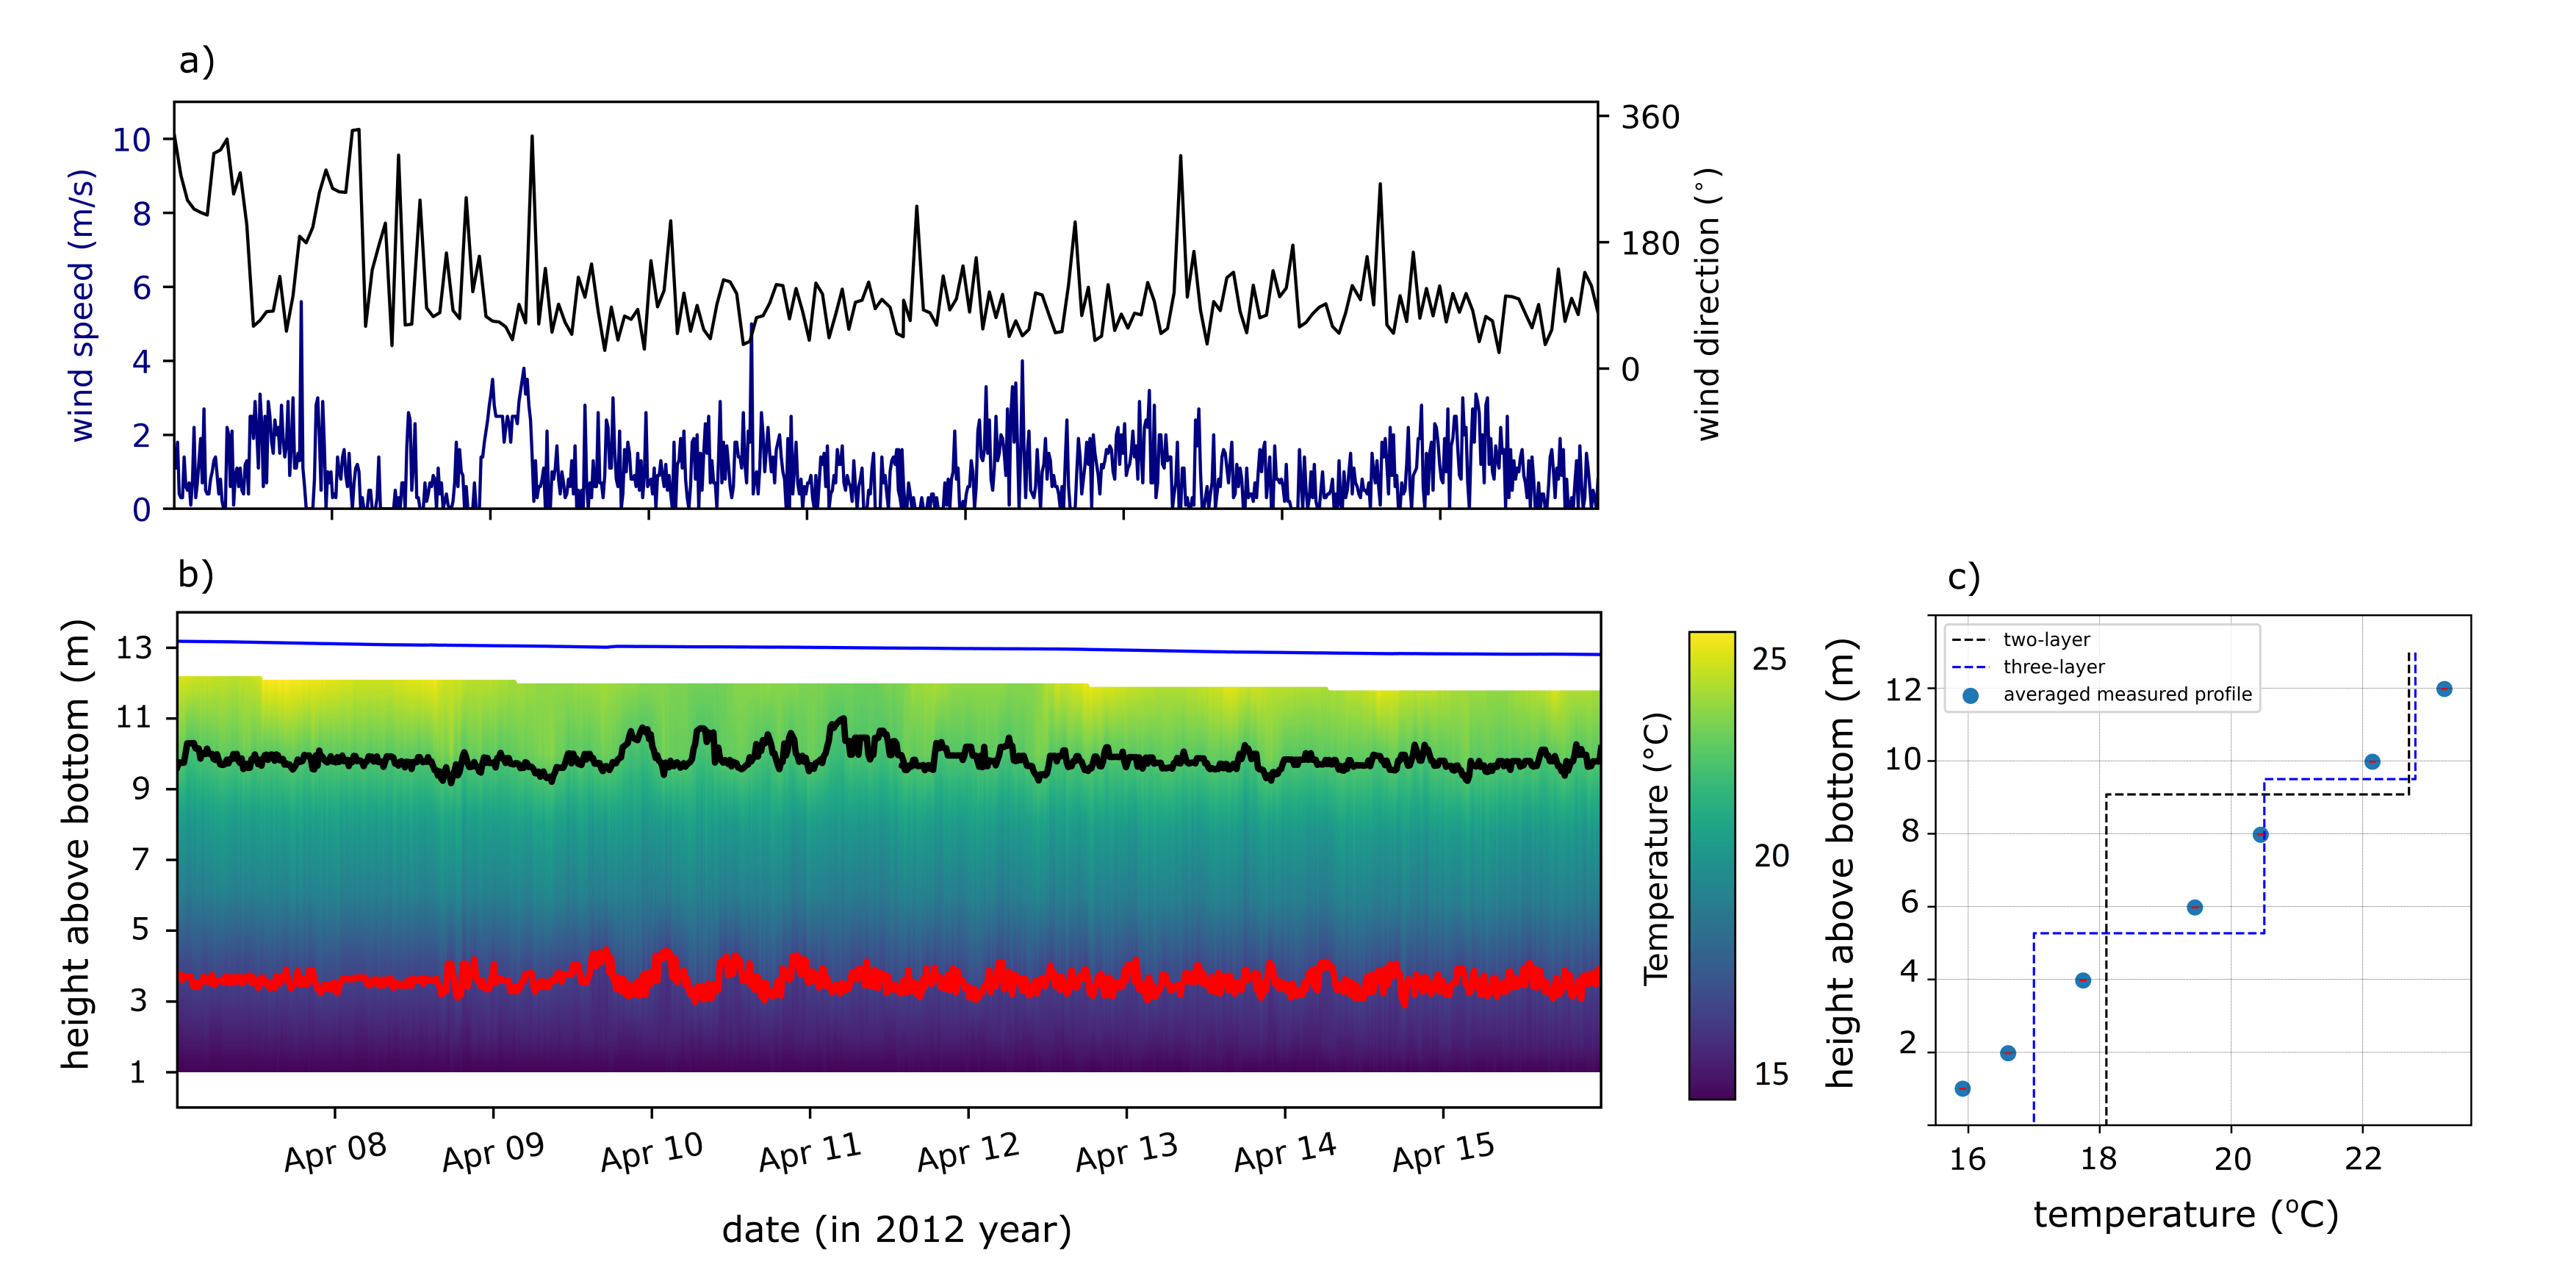 a)
10
8
6
4
2
0
wind speed (m/s)
360
180
0
wind direction (°)
b)
13
11
9
7
5
3
1
height above bottom (m)
Apr 08
Apr 09
Apr 10
Apr 11
Apr 12
Apr 13
Apr 14
Apr 15
date (in 2012 year)
25
20
15
Temperature (°C)
c)
two-layer
three-layer
averaged measured profile
12
10
8
6
4
2
height above bottom (m)
16
18
20
22
temperature (°C)